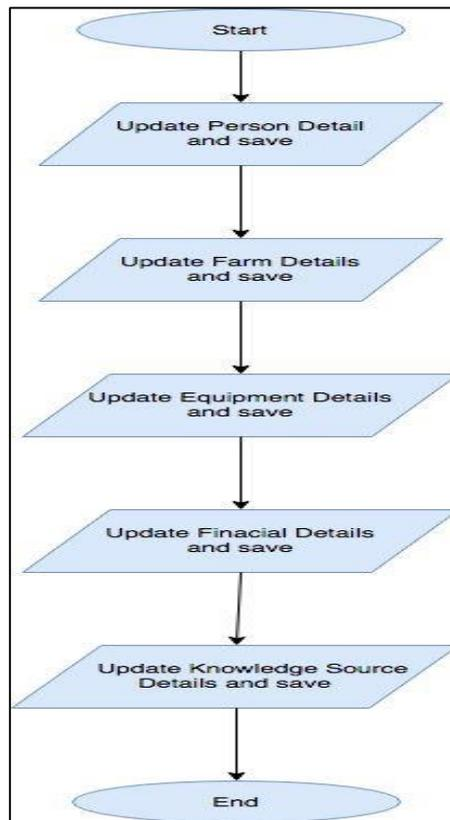 Start
Update Person Detail
and save
Update Farm Details
and save
Update Equipment Details
and save
Update Finacial Details
and save
Update Knowledge Source
Details and save
End